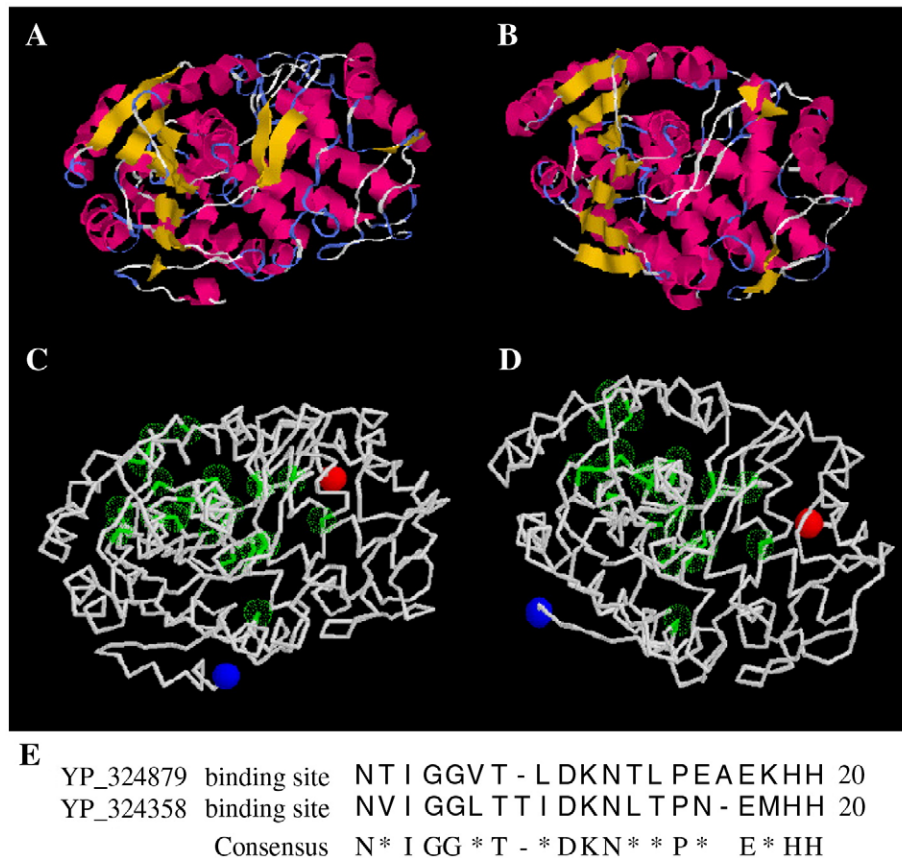 A
B
C
D
E
YP_324879 binding site NTIGGVT-LDKNTLPEAEKHH 20
YP_324358 binding site NVIGGLTTIDKNLTPN-EMHH 20
Consensus N*IGG*T-*DKN**P* E*HH